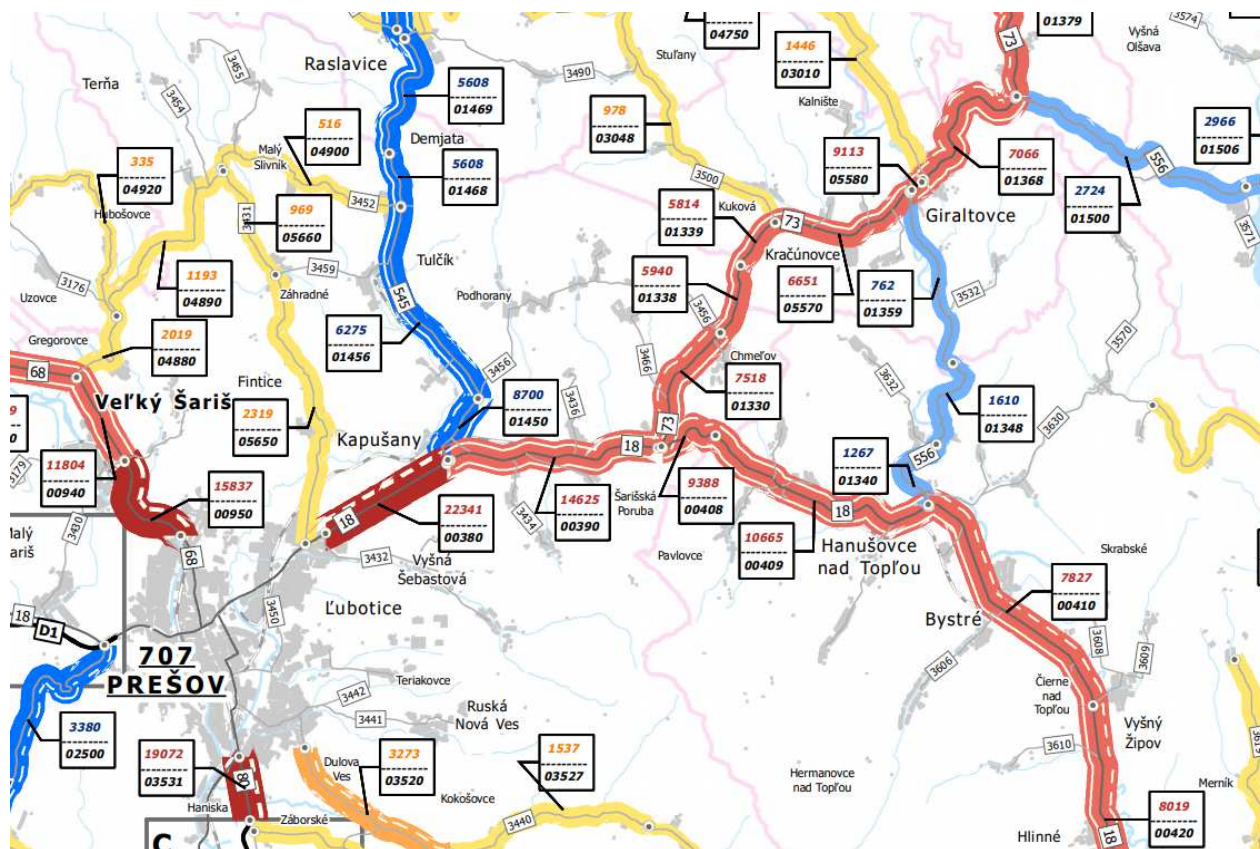 04750
01379
3574
Vyšná
Olšava
73
Raslavice
Terňa
3455
3454
3490
Stuľany
1446
03010
Kalnište
5608
01469
978
03048
2966
01506
516
04900
Malý
Slivník
Demjata
335
04920
5608
01468
9113
05580
7066
01368
556
Hubošovce
3431
969
05660
3452
3500
Kuková
5814
01339
73
Giraltovce
2724
01500
3571
Tulčík
3459
Záhradné
Kračúnovce
3176
Uzovce
1193
04890
545
Podhorany
5940
01338
6651
05570
762
01359
3532
Gregorovce
2019
04880
6275
01456
3456
3456
3466
Chmeľov
3570
68
Fintice
3632
Veľký Šariš
2319
05650
8700
01450
3436
7518
01330
1610
01348
Kapušany
73
18
3630
556
3179
11804
00940
15837
00950
1267
01340
22341
00380
14625
00390
Šarišská
Poruba
9388
00408
3430
18
3434
18
10665
00409
Pavlovce
Hanušovce
nad Topľou
68
3432
Vyšná
Šebastová
Skrabské
7827
00410
3450
Ľubotice
Bystré
18
D1
3608
3609
707
PREŠOV
3606
Teriakovce
3442
Čierne
nad
Topľou
3441
Ruská
Nová Ves
Vyšný
Žipov
3380
02500
19072
03531
3273
03520
1537
03527
3610
Dulova
Ves
Hermanovce
nad Topľou
Merník
Kokošovce
Haniska
Záborské
3440
8019
00420
Hlinné
18
C